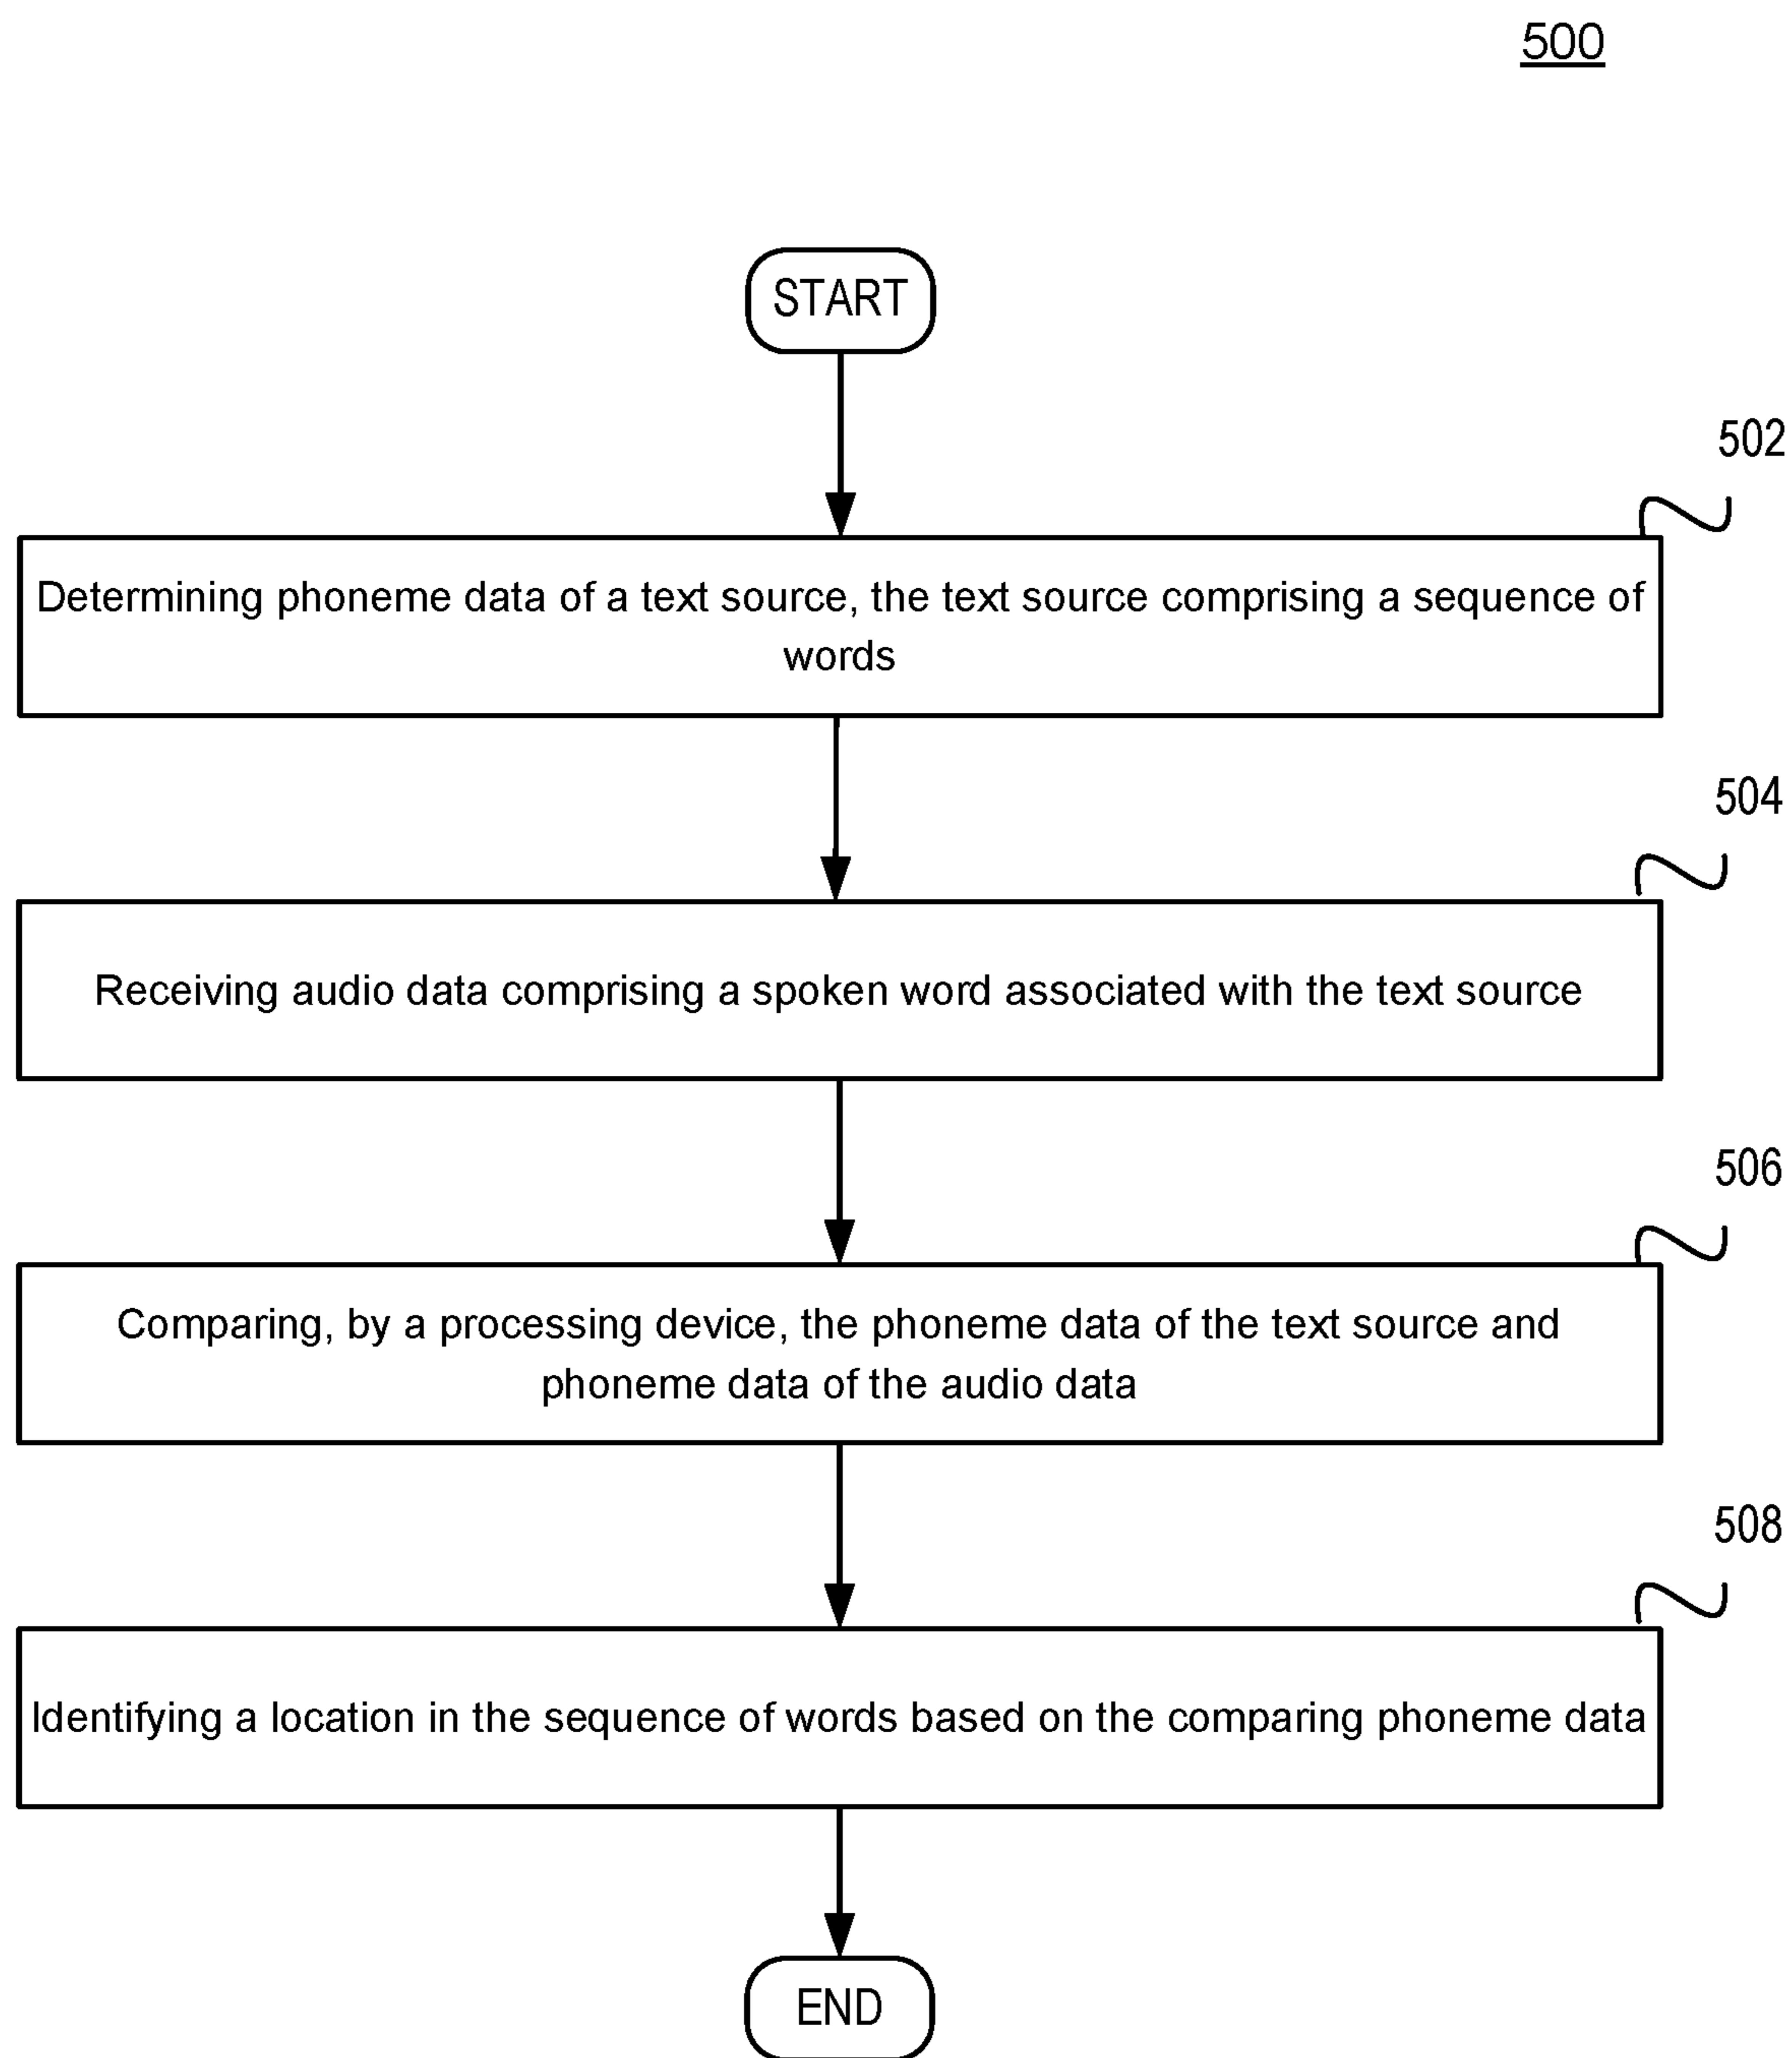 500
START
502
Determining phoneme data of a text source, the text source comprising a sequence of
words
504
Receiving audio data comprising a spoken word associated with the text source
506
Comparing, by a processing device, the phoneme data of the text source and
phoneme data of the audio data
508
Identifying a location in the sequence of words based on the comparing phoneme data
END